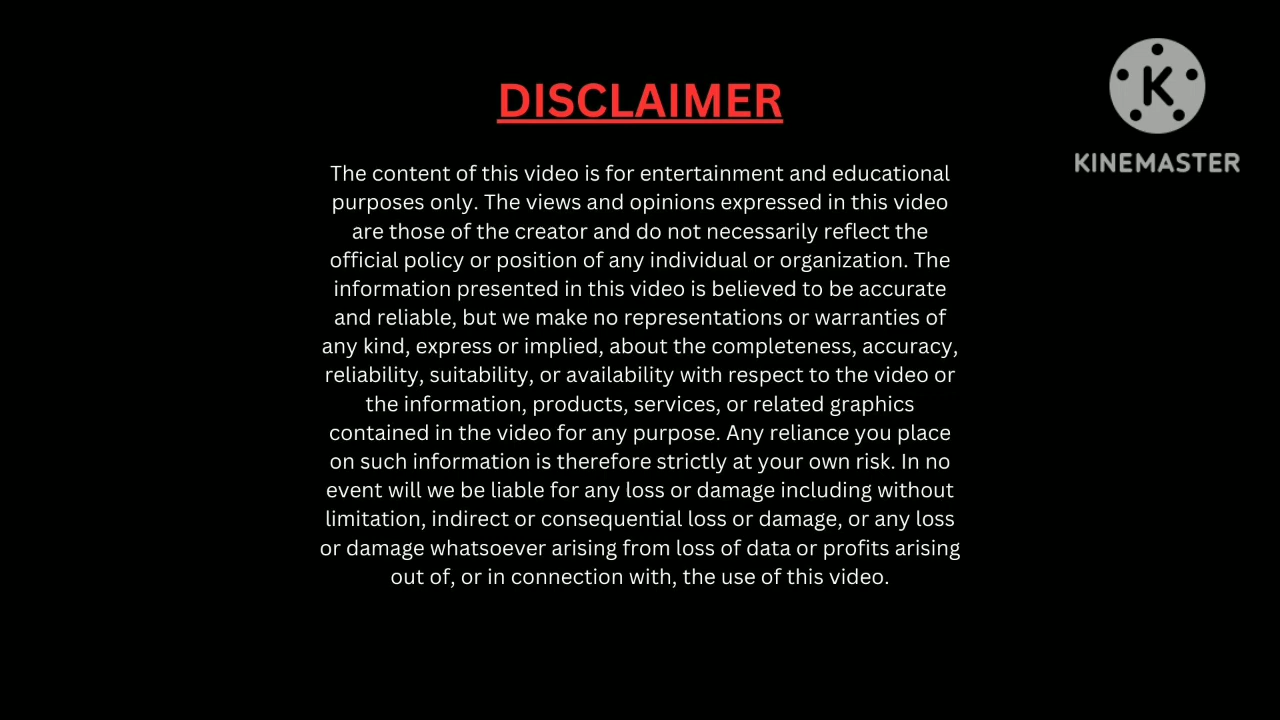 DISCLAIMER
The content of this video is for entertainment and educational
purposes only. The views and opinions expressed in this video
are those of the creator and do not necessarily reflect the
official policy or position of any individual or organization. The
information presented in this video is believed to be accurate
and reliable, but we make no representations or warranties of
any kind, express or implied, about the completeness, accuracy,
reliability, suitability, or availability with respect to the video or
the information, products, services, or related graphics
contained in the video for any purpose. Any reliance you place
on such information is therefore strictly at your own risk. In no
event will we be liable for any loss or damage including without
limitation, indirect or consequential loss or damage, or any loss
or damage whatsoever arising from loss of data or profits arising
out of, or in connection with, the use of this video.
K
KINEMASTER